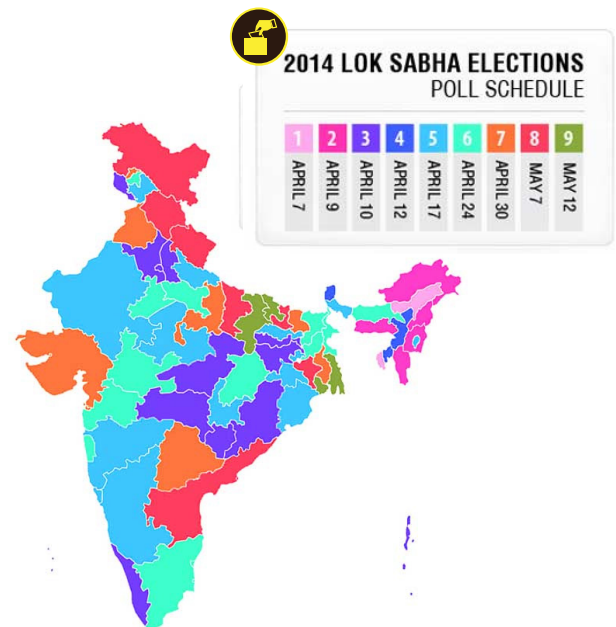 2014 LOK SABHA ELECTIONS
POLL SCHEDULE
1 2 3 4 5 6 7 8 9
APRIL 7 APRIL 9 APRIL 10 APRIL 12 APRIL 17 APRIL 24 APRIL 30 MAY 7 MAY 12